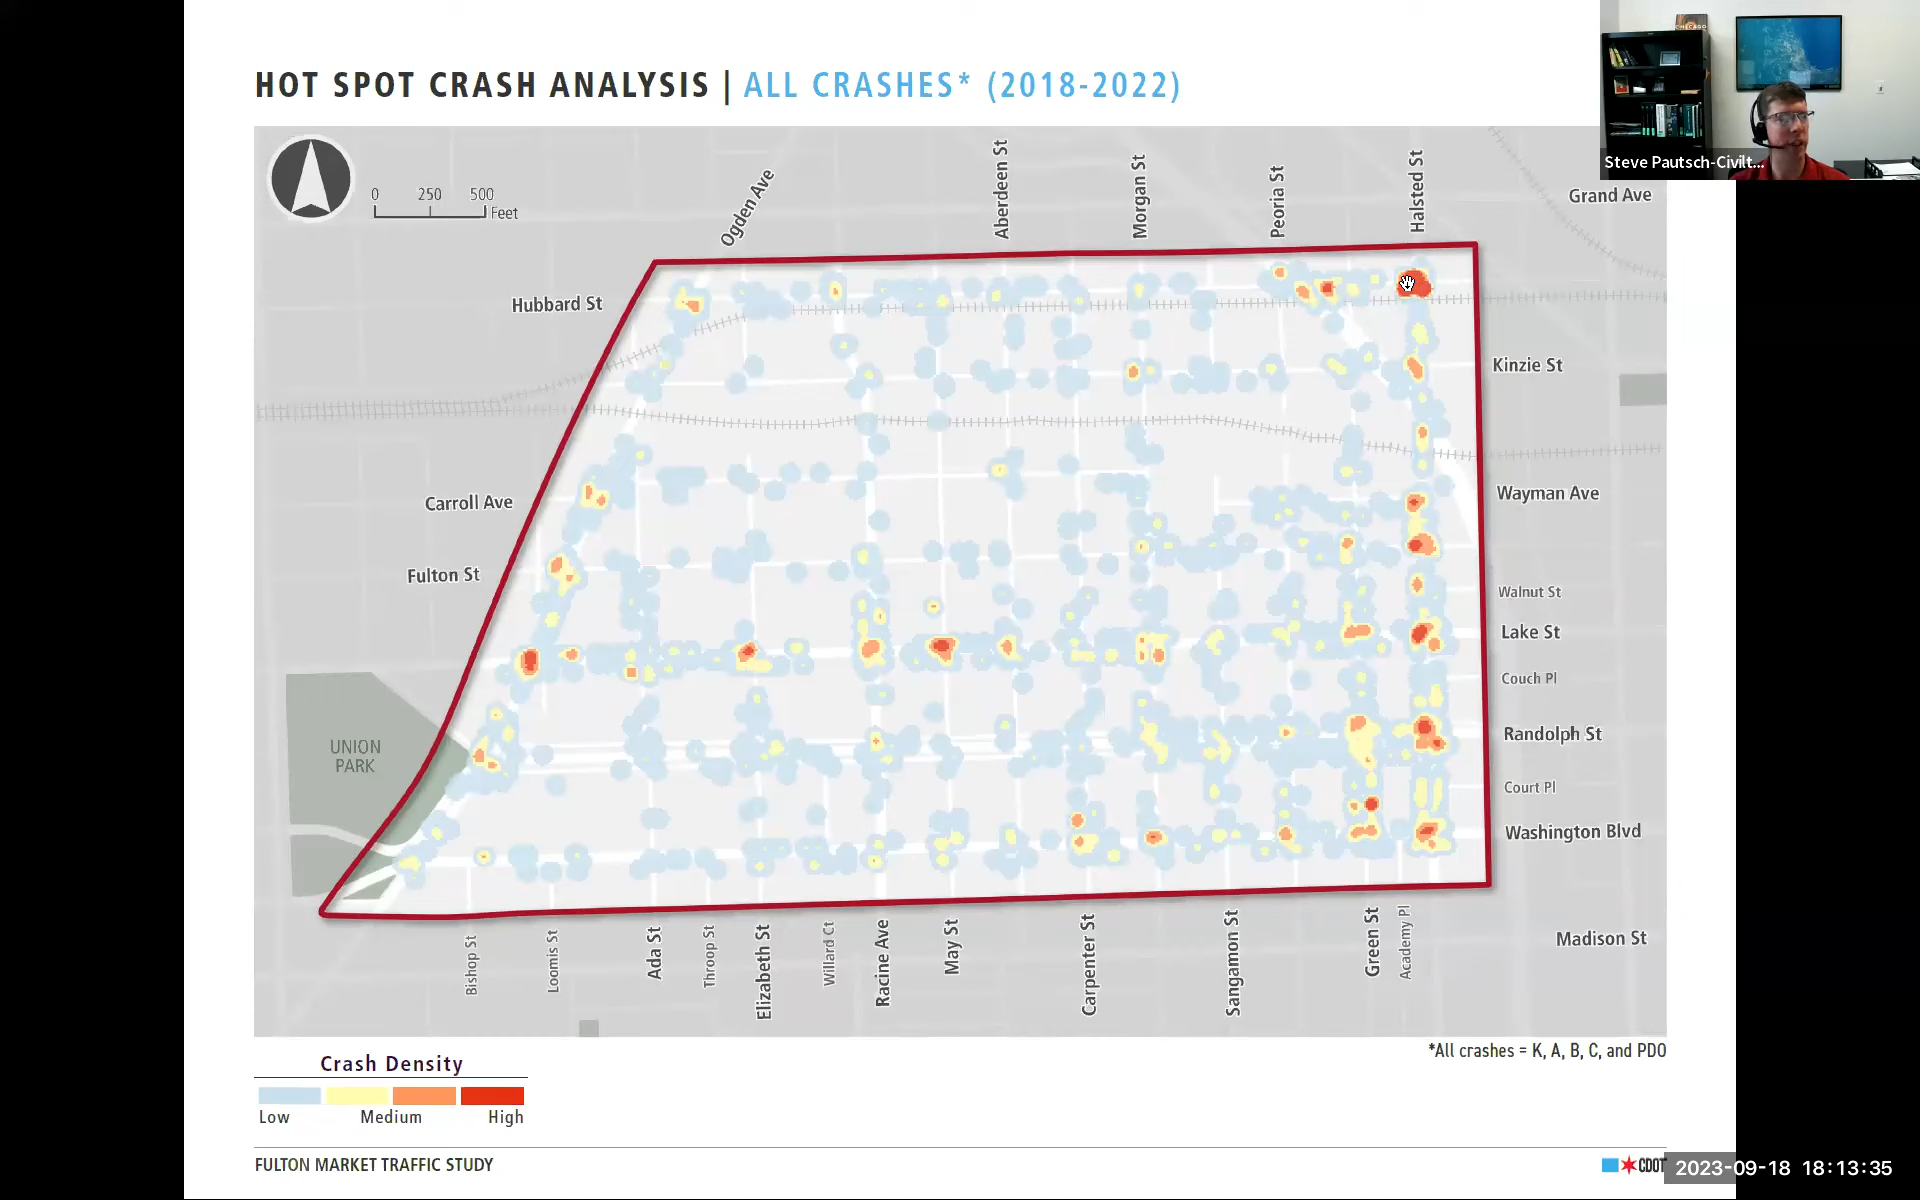 HOT SPOT CRASH ANALYSIS | ALL CRASHES* (2018-2022)
CHICAGO
Steve Pautsch-Civilt...
0 250 500
Feet
Ogden Ave
Aberdeen St
Morgan St
Peoria St
Halsted St
Grand Ave
Hubbard St
Kinzie St
Carroll Ave
Wayman Ave
Fulton St
Walnut St
Lake St
Couch Pl
Randolph St
UNION
PARK
Court Pl
Washington Blvd
Bishop St
Loomis St
Ada St
Throop St
Elizabeth St
Willard Ct
Racine Ave
May St
Carpenter St
Sangamon St
Green St
Academy Pl
Madison St
*All crashes = K, A, B, C, and PDO
Crash Density
Low Medium High
FULTON MARKET TRAFFIC STUDY
CDOT
2023-09-18 18:13:35